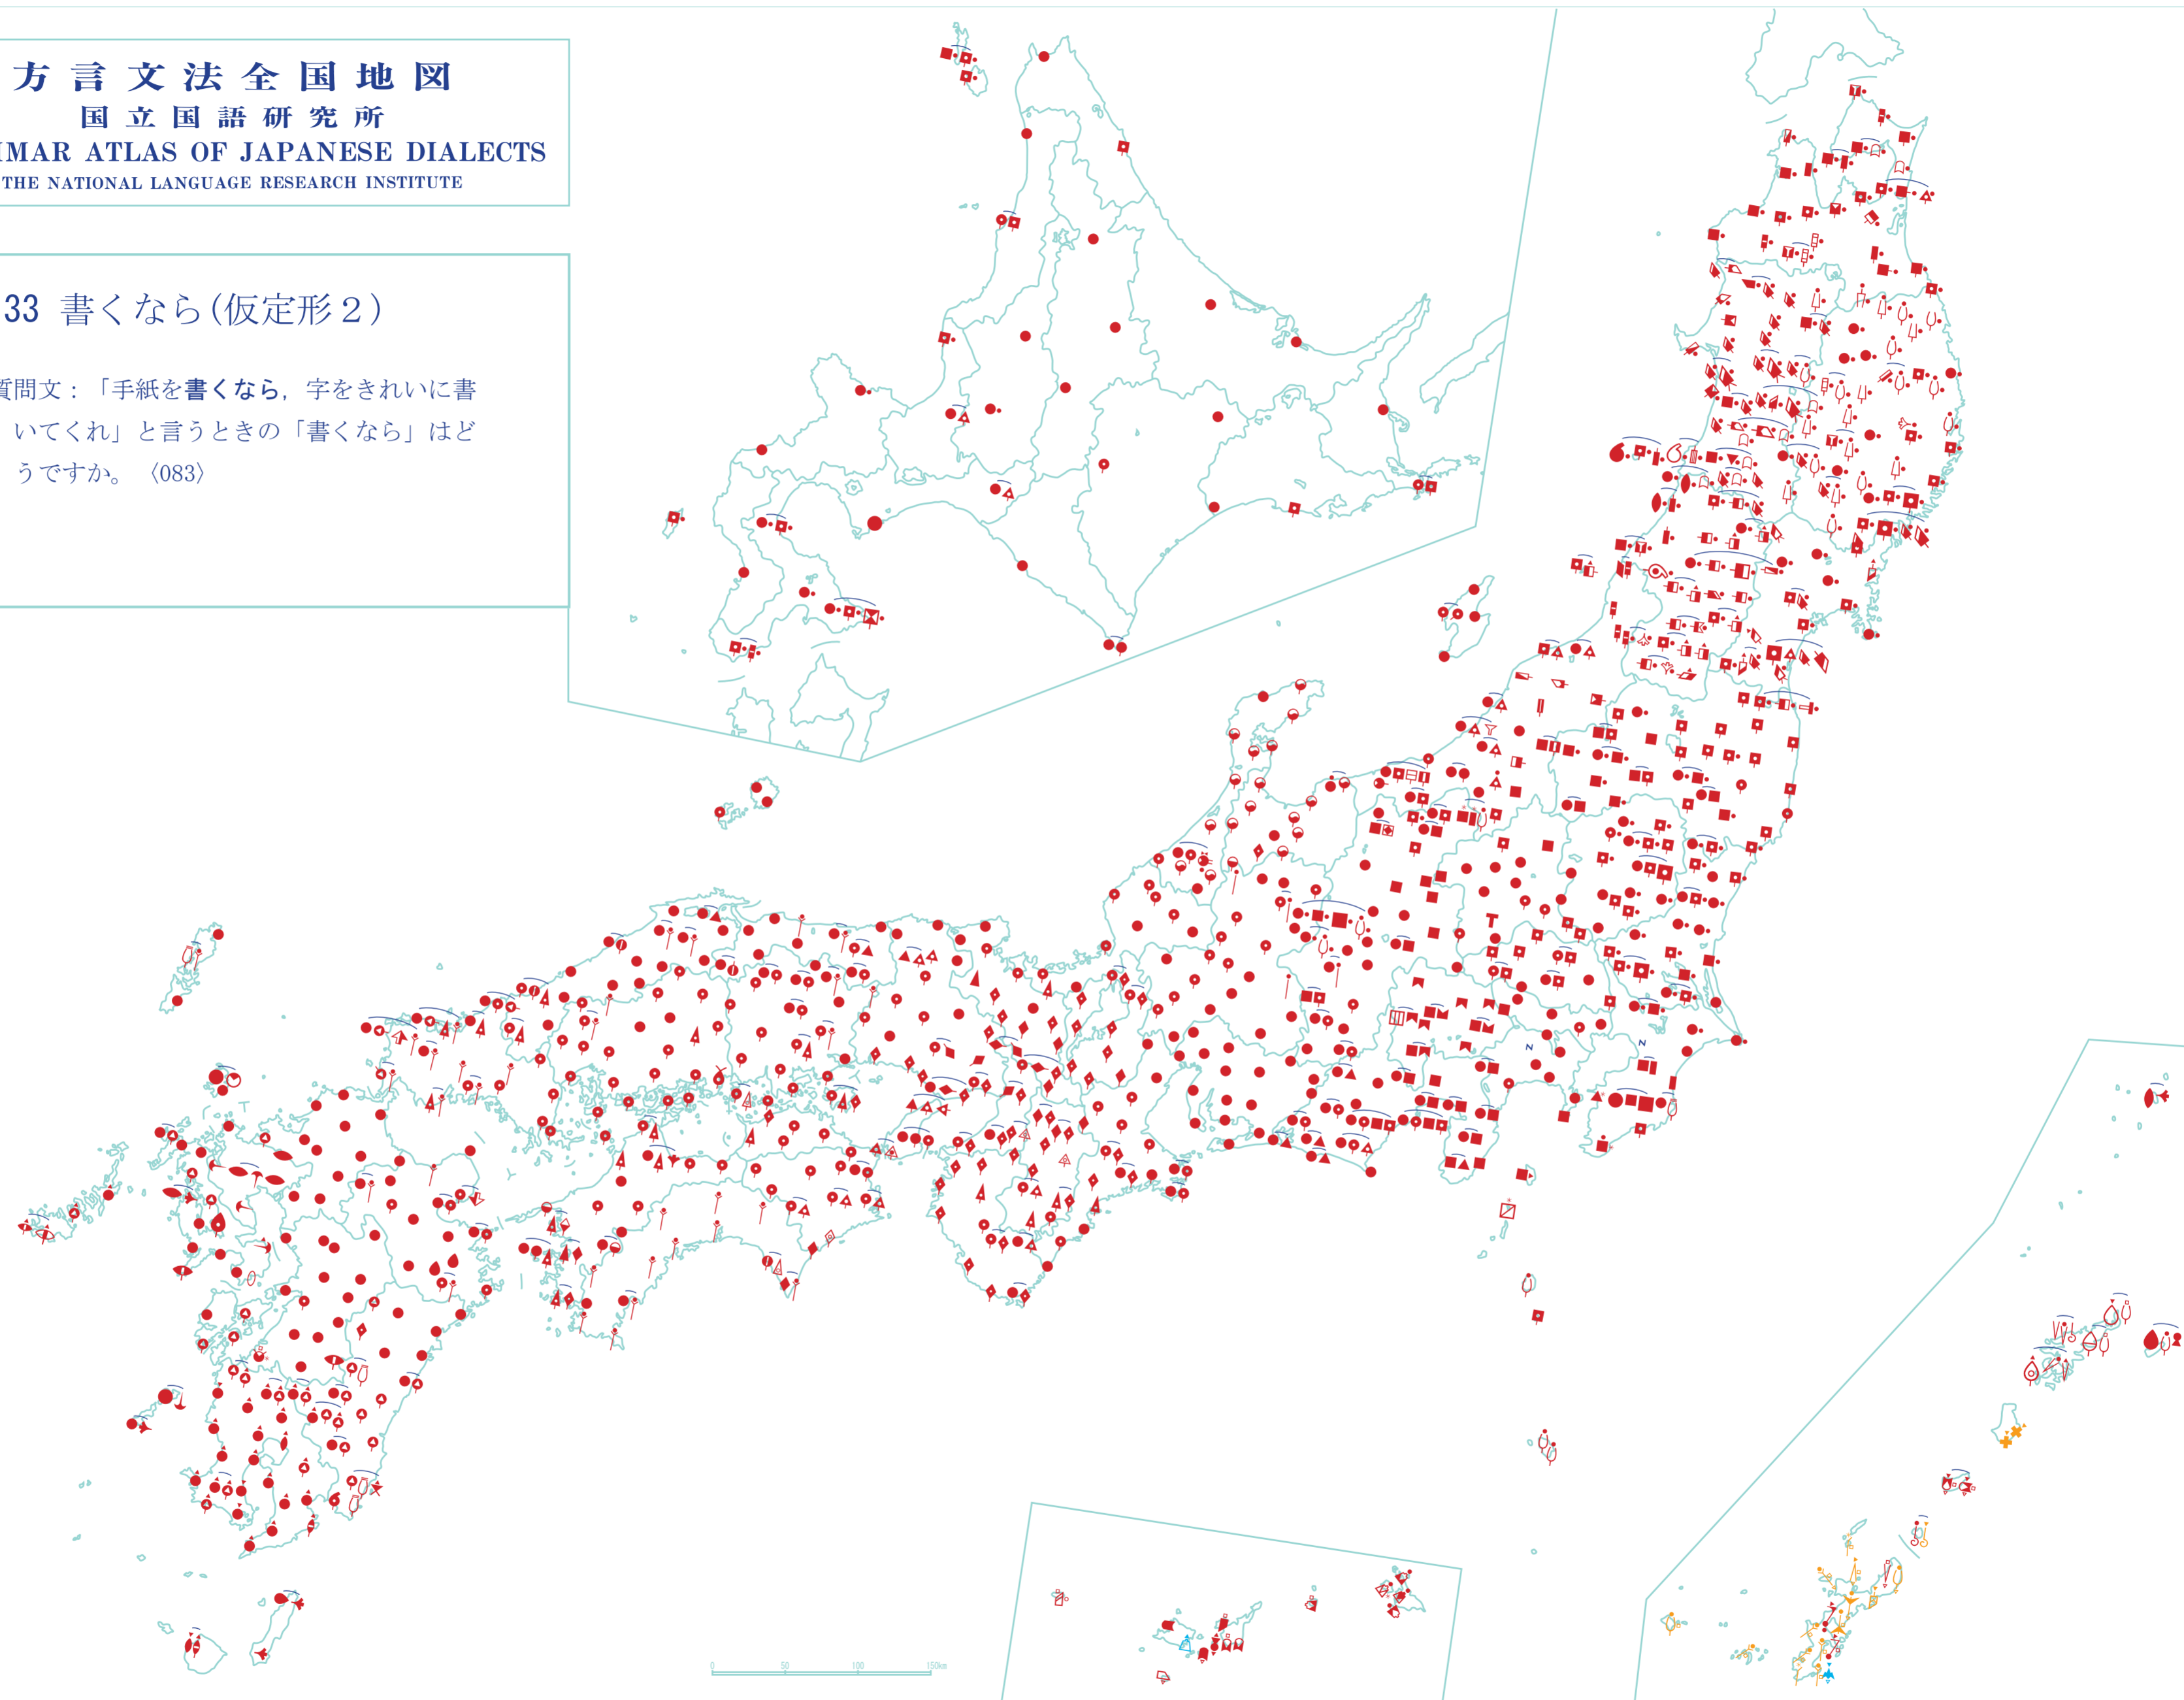 方言文法全国地図
国立国語研究所
MAR ATLAS OF JAPANESE DIALECTS
THE NATIONAL LANGUAGE RESEARCH INSTITUTE
33 書くなら(仮定形2)
質問文:「手紙を書くなら,字をきれいに書
いてくれ」と言うときの「書くなら」はど
うですか。〈083〉
N
N
0 50 100 150km